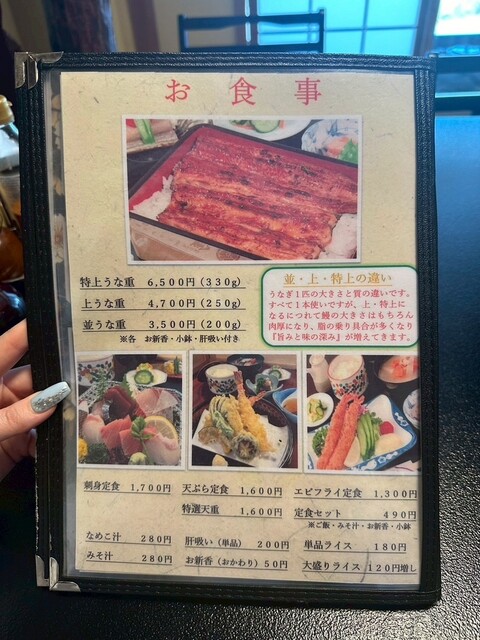 お食事
特上うな重 6,500円(330g)
上うな重 4,700円(250g)
並うな重 3,500円(200g)
※各 お新香・小鉢・肝吸い付き
並・上・特上の違い
うなぎ1匹の大きさと質の違いです。
すべて1本使いですが、上・特上に
なるにつれて鰻の大きさはもちろん
肉厚になり、脂の乗り具合が多くなり
『旨みと味の深み』が増えてきます。
刺身定食 1,700円
天ぷら定食 1,600円
エビフライ定食 1,300円
特選天重 1,600円
定食セット 490円
※ご飯・みそ汁・お新香・小鉢
なめこ汁 280円
肝吸い(単品) 200円
単品ライス 180円
みそ汁 280円
お新香(おかわり) 50円
大盛りライス 120円増し